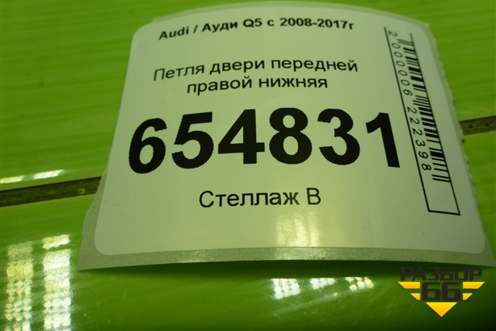 Audi / Ауди Q5 с 2008-2017г
Петля двери передней
правой нижняя
654831
Стеллаж В
2000006222398
РАЗБОР
66